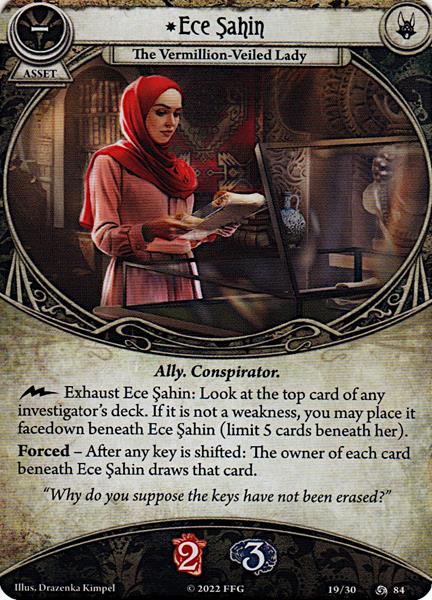 *Ece Şahin
The Vermillion-Veiled Lady
ASSET
Ally. Conspirator.
Exhaust Ece Şahin: Look at the top card of any
investigator's deck. If it is not a weakness, you may place it
facedown beneath Ece Şahin (limit 5 cards beneath her).
Forced – After any key is shifted: The owner of each card
beneath Ece Şahin draws that card.
"Why do you suppose the keys have not been erased?"
2 3
Illus. Drazenka Kimpel © 2022 FFG 19/30 84